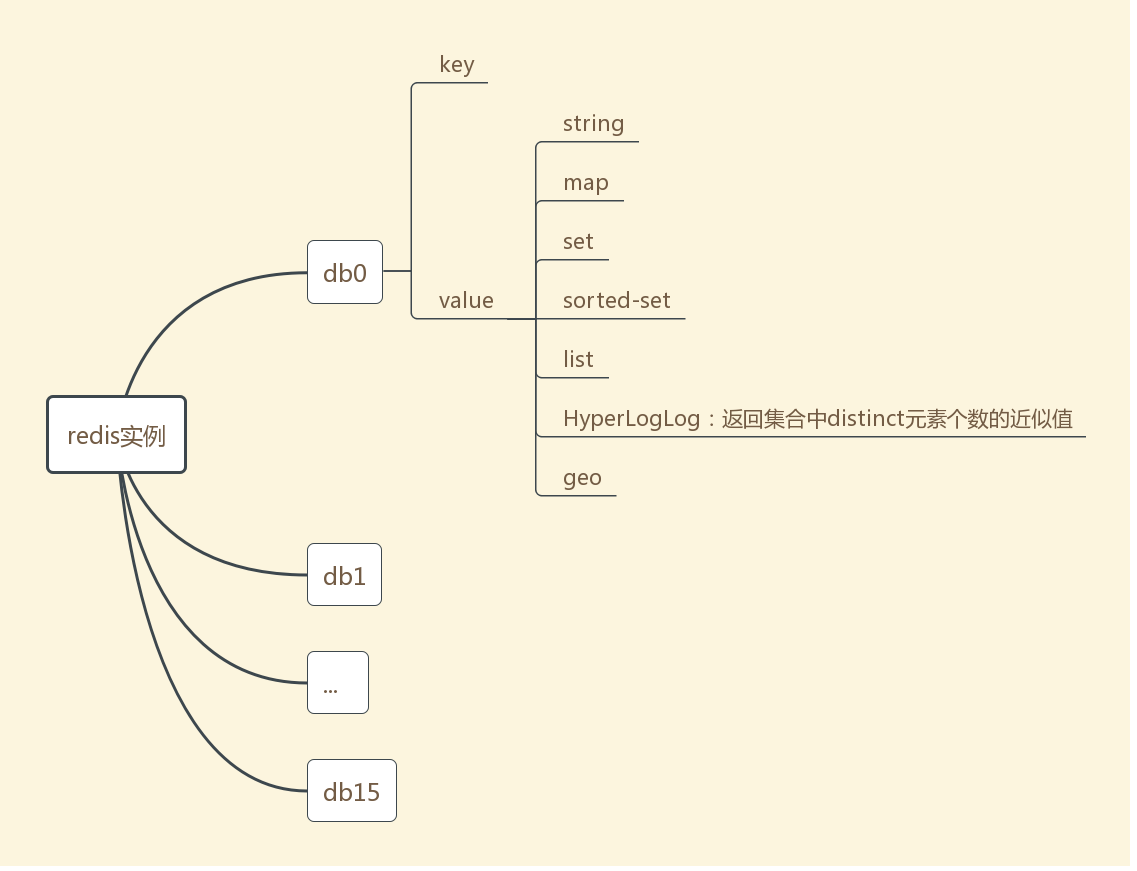 key
string
map
set
db0
value
sorted-set
list
HyperLogLog：返回集合中distinct元素个数的近似值
redis实例
geo
db1
...
db15